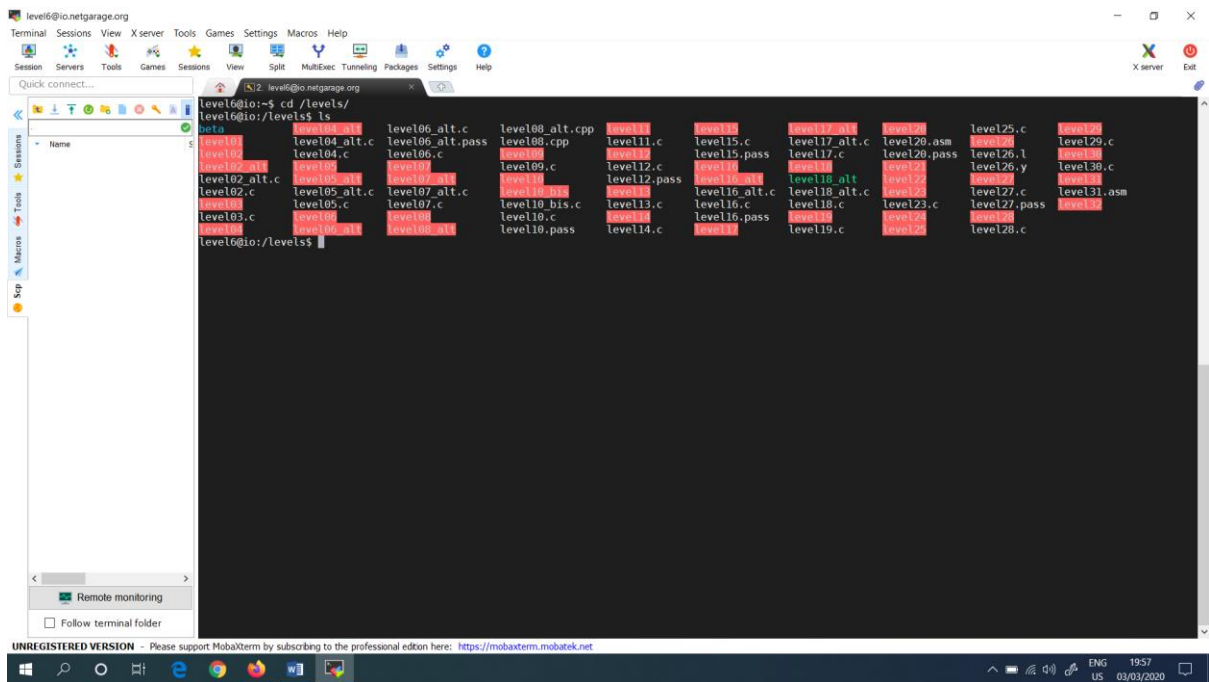 level6@io.netgarage.org
Terminal Sessions View X server Tools Games Settings Macros Help
Session Servers Tools Games Sessions View Split MultiExec Tunneling Packages Settings Help X server Exit
Quick connect...
2. level6@io.netgarage.org
Name S
Sessions
Tools
Macros
Scp
level6@io:~$ cd /levels/
level6@io:/levels$ ls
beta level04_alt level06_alt.c level08_alt.cpp level11 level15 level17_alt level20 level25.c level29
level01 level04_alt.c level06_alt.pass level08.cpp level11.c level15.c level17_alt.c level20.asm level26 level29.c
level02 level04.c level06.c level09 level12 level15.pass level17.c level20.pass level26.l level30
level02_alt level05 level07 level09.c level12.c level16 level18 level21 level26.y level30.c
level02_alt.c level05_alt level07_alt level10 level12.pass level16_alt level18_alt level22 level27 level31
level02.c level05_alt.c level07_alt.c level10_bis level13 level16_alt.c level18_alt.c level23 level27.c level31.asm
level03 level05.c level07.c level10_bis.c level13.c level16.c level18.c level23.c level27.pass level32
level03.c level06 level08 level10.c level14 level16.pass level19 level24 level28
level04 level06_alt level08_alt level10.pass level14.c level17 level19.c level25 level28.c
level6@io:/levels$
Remote monitoring
Follow terminal folder
UNREGISTERED VERSION - Please support MobaXterm by subscribing to the professional edition here: https://mobaxterm.mobatek.net
ENG 19:57
US 03/03/2020